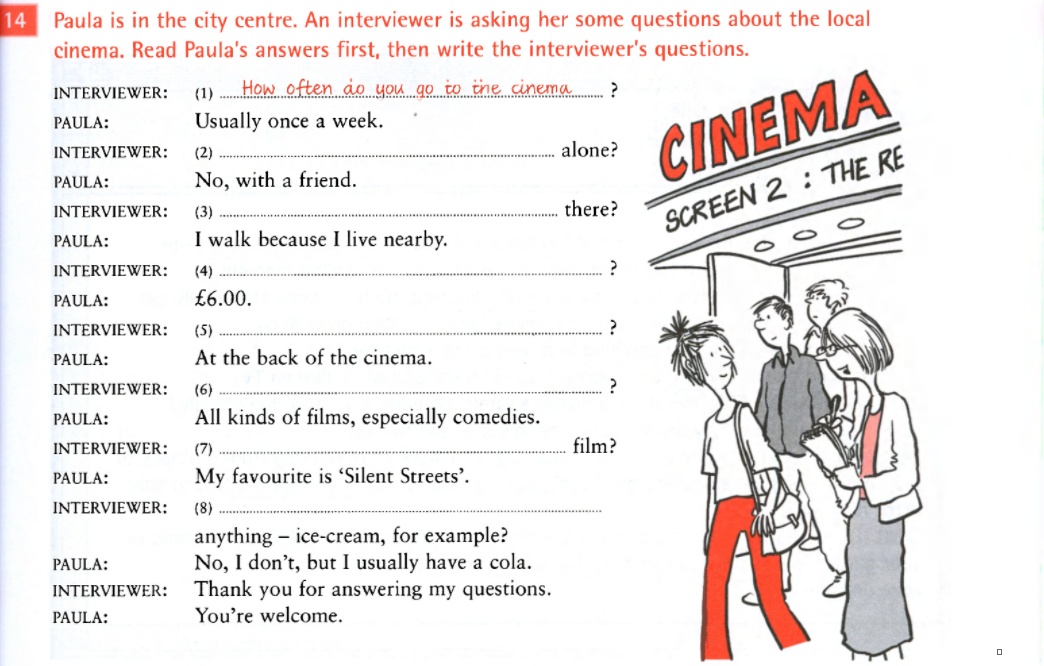 14
Paula is in the city centre. An interviewer is asking her some questions about the local
cinema. Read Paula's answers first, then write the interviewer's questions.
INTERVIEWER: (1) How often do you go to the cinema ?
PAULA: Usually once a week.
INTERVIEWER: (2) ........ alone?
PAULA: No, with a friend.
INTERVIEWER: (3) ........ there?
PAULA: I walk because I live nearby.
INTERVIEWER: (4) ........ ?
PAULA: £6.00.
INTERVIEWER: (5) ........ ?
PAULA: At the back of the cinema.
INTERVIEWER: (6) ........ ?
PAULA: All kinds of films, especially comedies.
INTERVIEWER: (7) ........ film?
PAULA: My favourite is ‘Silent Streets’.
INTERVIEWER: (8) ........
anything – ice-cream, for example?
PAULA: No, I don't, but I usually have a cola.
INTERVIEWER: Thank you for answering my questions.
PAULA: You're welcome.
CINEMA
SCREEN 2 : THE RE